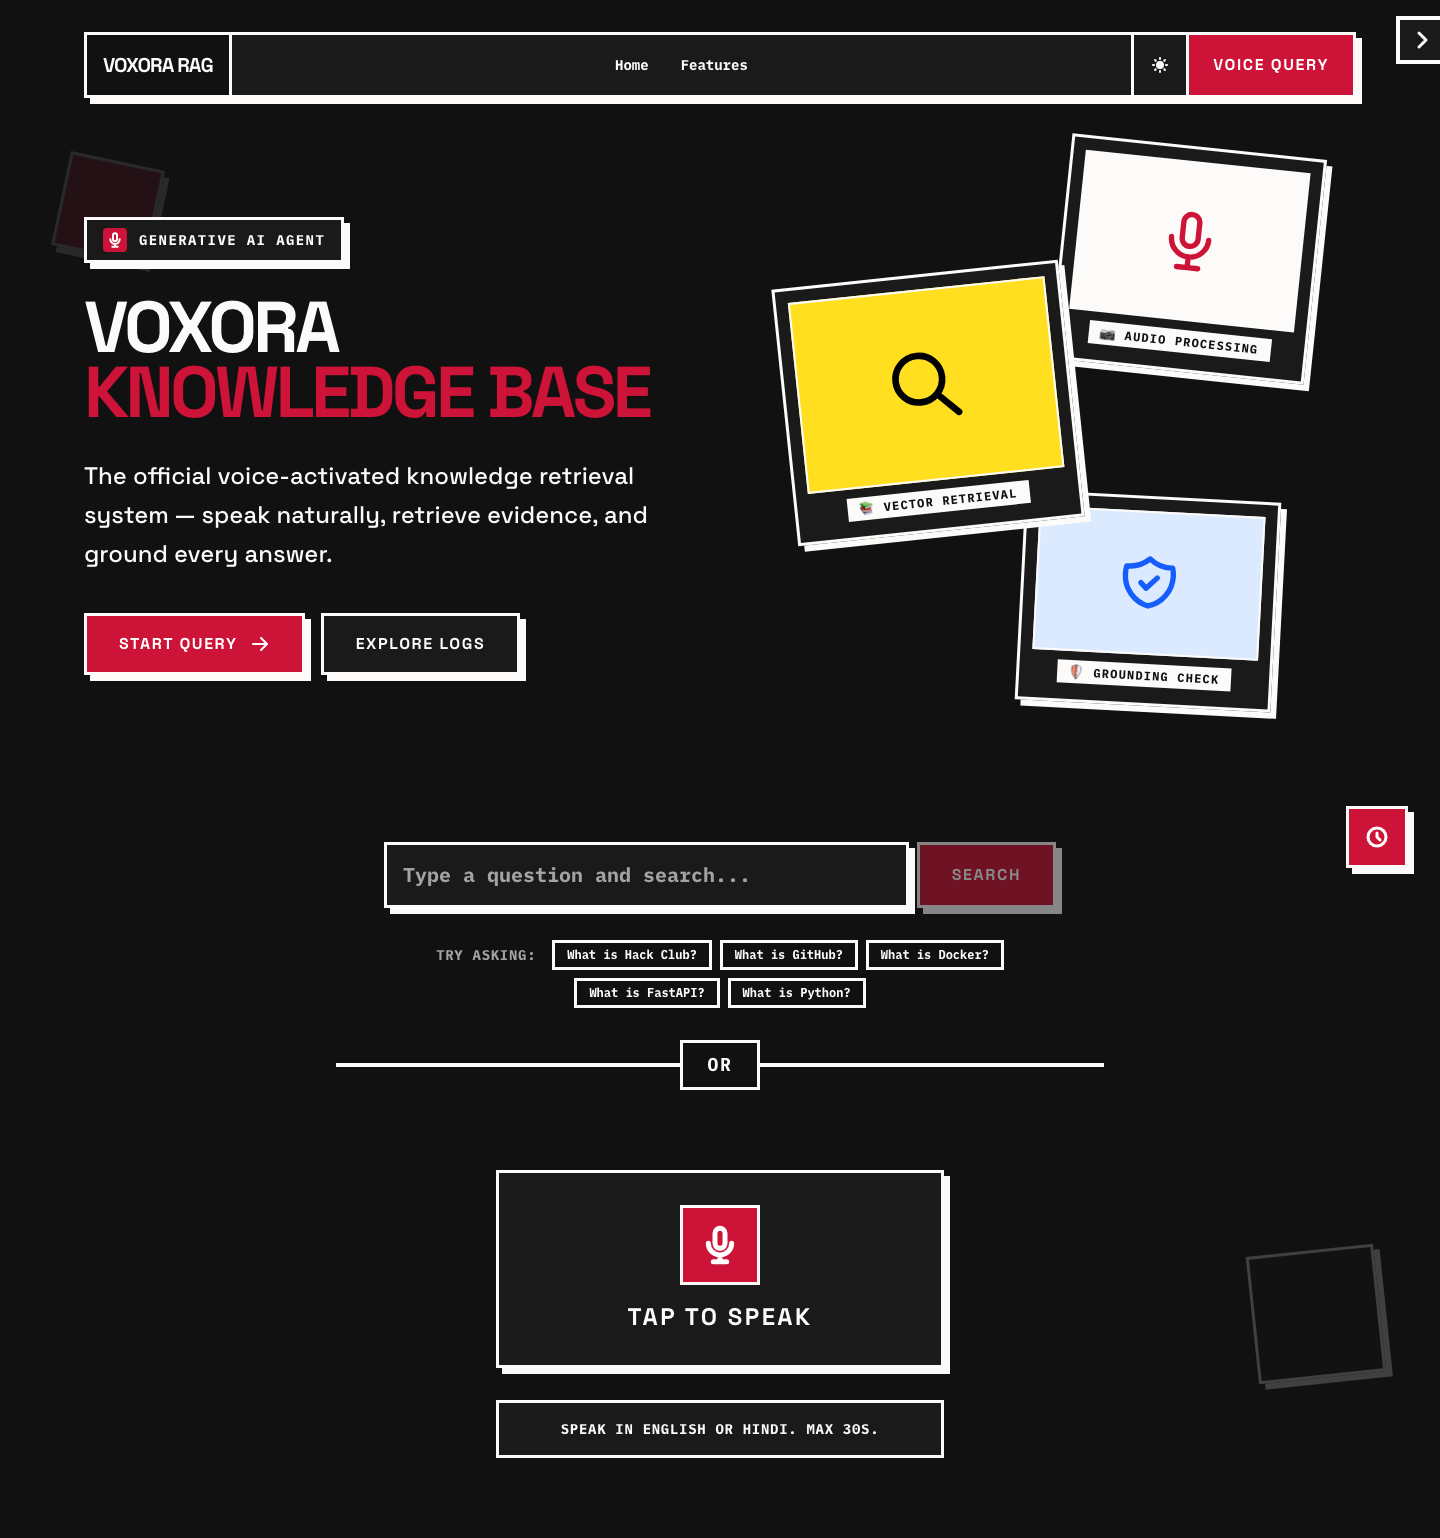 VOXORA RAG
Home
Features
VOICE QUERY
GENERATIVE AI AGENT
VOXORA
KNOWLEDGE BASE
The official voice-activated knowledge retrieval
system — speak naturally, retrieve evidence, and
ground every answer.
START QUERY
EXPLORE LOGS
AUDIO PROCESSING
VECTOR RETRIEVAL
GROUNDING CHECK
Type a question and search...
SEARCH
TRY ASKING:
What is Hack Club?
What is GitHub?
What is Docker?
What is FastAPI?
What is Python?
OR
TAP TO SPEAK
SPEAK IN ENGLISH OR HINDI. MAX 30S.